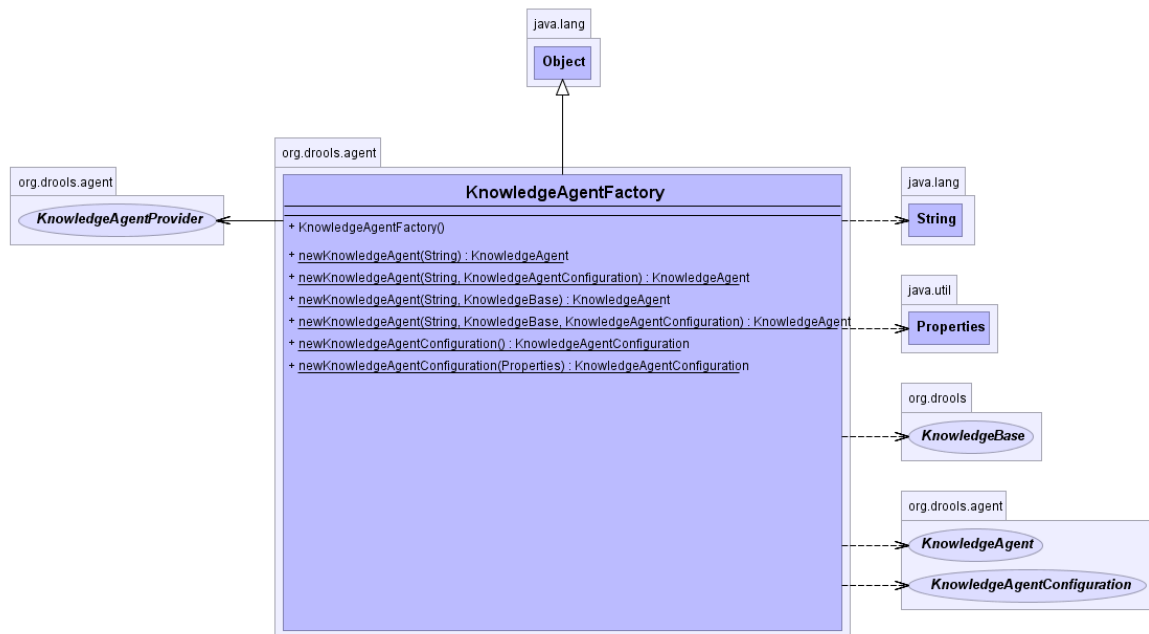 java.lang
Object
org.drools.agent
KnowledgeAgentFactory
+ KnowledgeAgentFactory()
+ newKnowledgeAgent(String) : KnowledgeAgent
+ newKnowledgeAgent(String, KnowledgeAgentConfiguration) : KnowledgeAgent
+ newKnowledgeAgent(String, KnowledgeBase) : KnowledgeAgent
+ newKnowledgeAgent(String, KnowledgeBase, KnowledgeAgentConfiguration) : KnowledgeAgent
+ newKnowledgeAgentConfiguration() : KnowledgeAgentConfiguration
+ newKnowledgeAgentConfiguration(Properties) : KnowledgeAgentConfiguration
org.drools.agent
KnowledgeAgentProvider
java.lang
String
java.util
Properties
org.drools
KnowledgeBase
org.drools.agent
KnowledgeAgent
KnowledgeAgentConfiguration